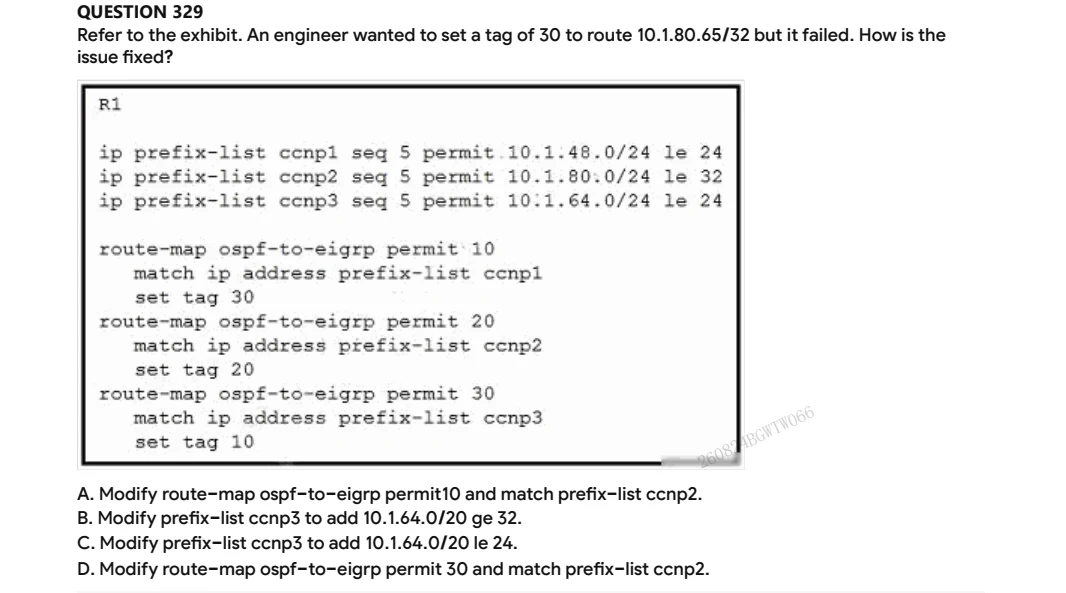 QUESTION 329
Refer to the exhibit. An engineer wanted to set a tag of 30 to route 10.1.80.65/32 but it failed. How is the
issue fixed?
R1
ip prefix-list ccnp1 seq 5 permit 10.1.48.0/24 le 24
ip prefix-list ccnp2 seq 5 permit 10.1.80.0/24 le 32
ip prefix-list ccnp3 seq 5 permit 10.1.64.0/24 le 24
route-map ospf-to-eigrp permit 10
match ip address prefix-list ccnp1
set tag 30
route-map ospf-to-eigrp permit 20
match ip address prefix-list ccnp2
set tag 20
route-map ospf-to-eigrp permit 30
match ip address prefix-list ccnp3
set tag 10
A. Modify route-map ospf-to-eigrp permit10 and match prefix-list ccnp2.
B. Modify prefix-list ccnp3 to add 10.1.64.0/20 ge 32.
C. Modify prefix-list ccnp3 to add 10.1.64.0/20 le 24.
D. Modify route-map ospf-to-eigrp permit 30 and match prefix-list ccnp2.